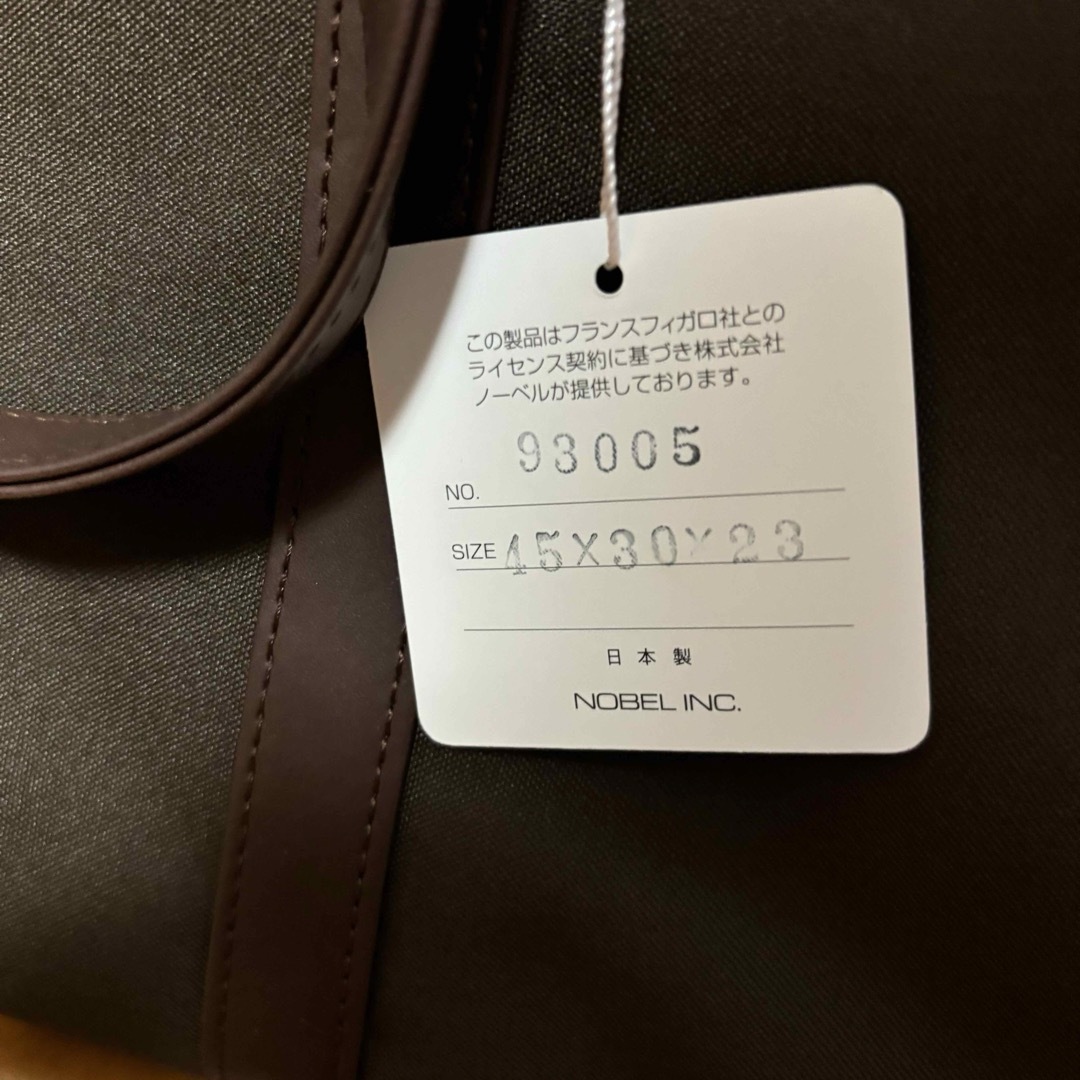 この製品はフランスフィガロ社との
ライセンス契約に基づき株式会社
ノーベルが提供しております。
NO. 93005
SIZE 45X30X23
日本製
NOBEL INC.